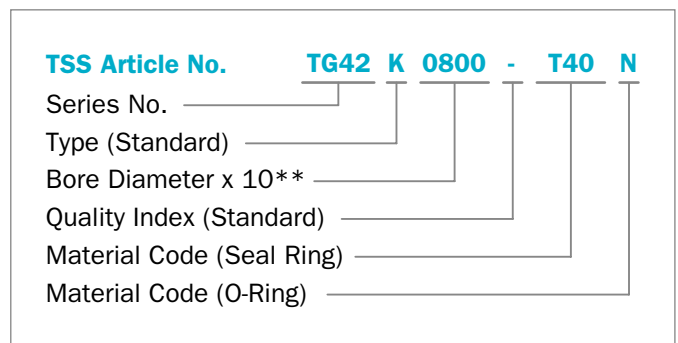 TSS Article No. TG42 K 0800 - T40 N
Series No.
Type (Standard)
Bore Diameter x 10**
Quality Index (Standard)
Material Code (Seal Ring)
Material Code (O-Ring)